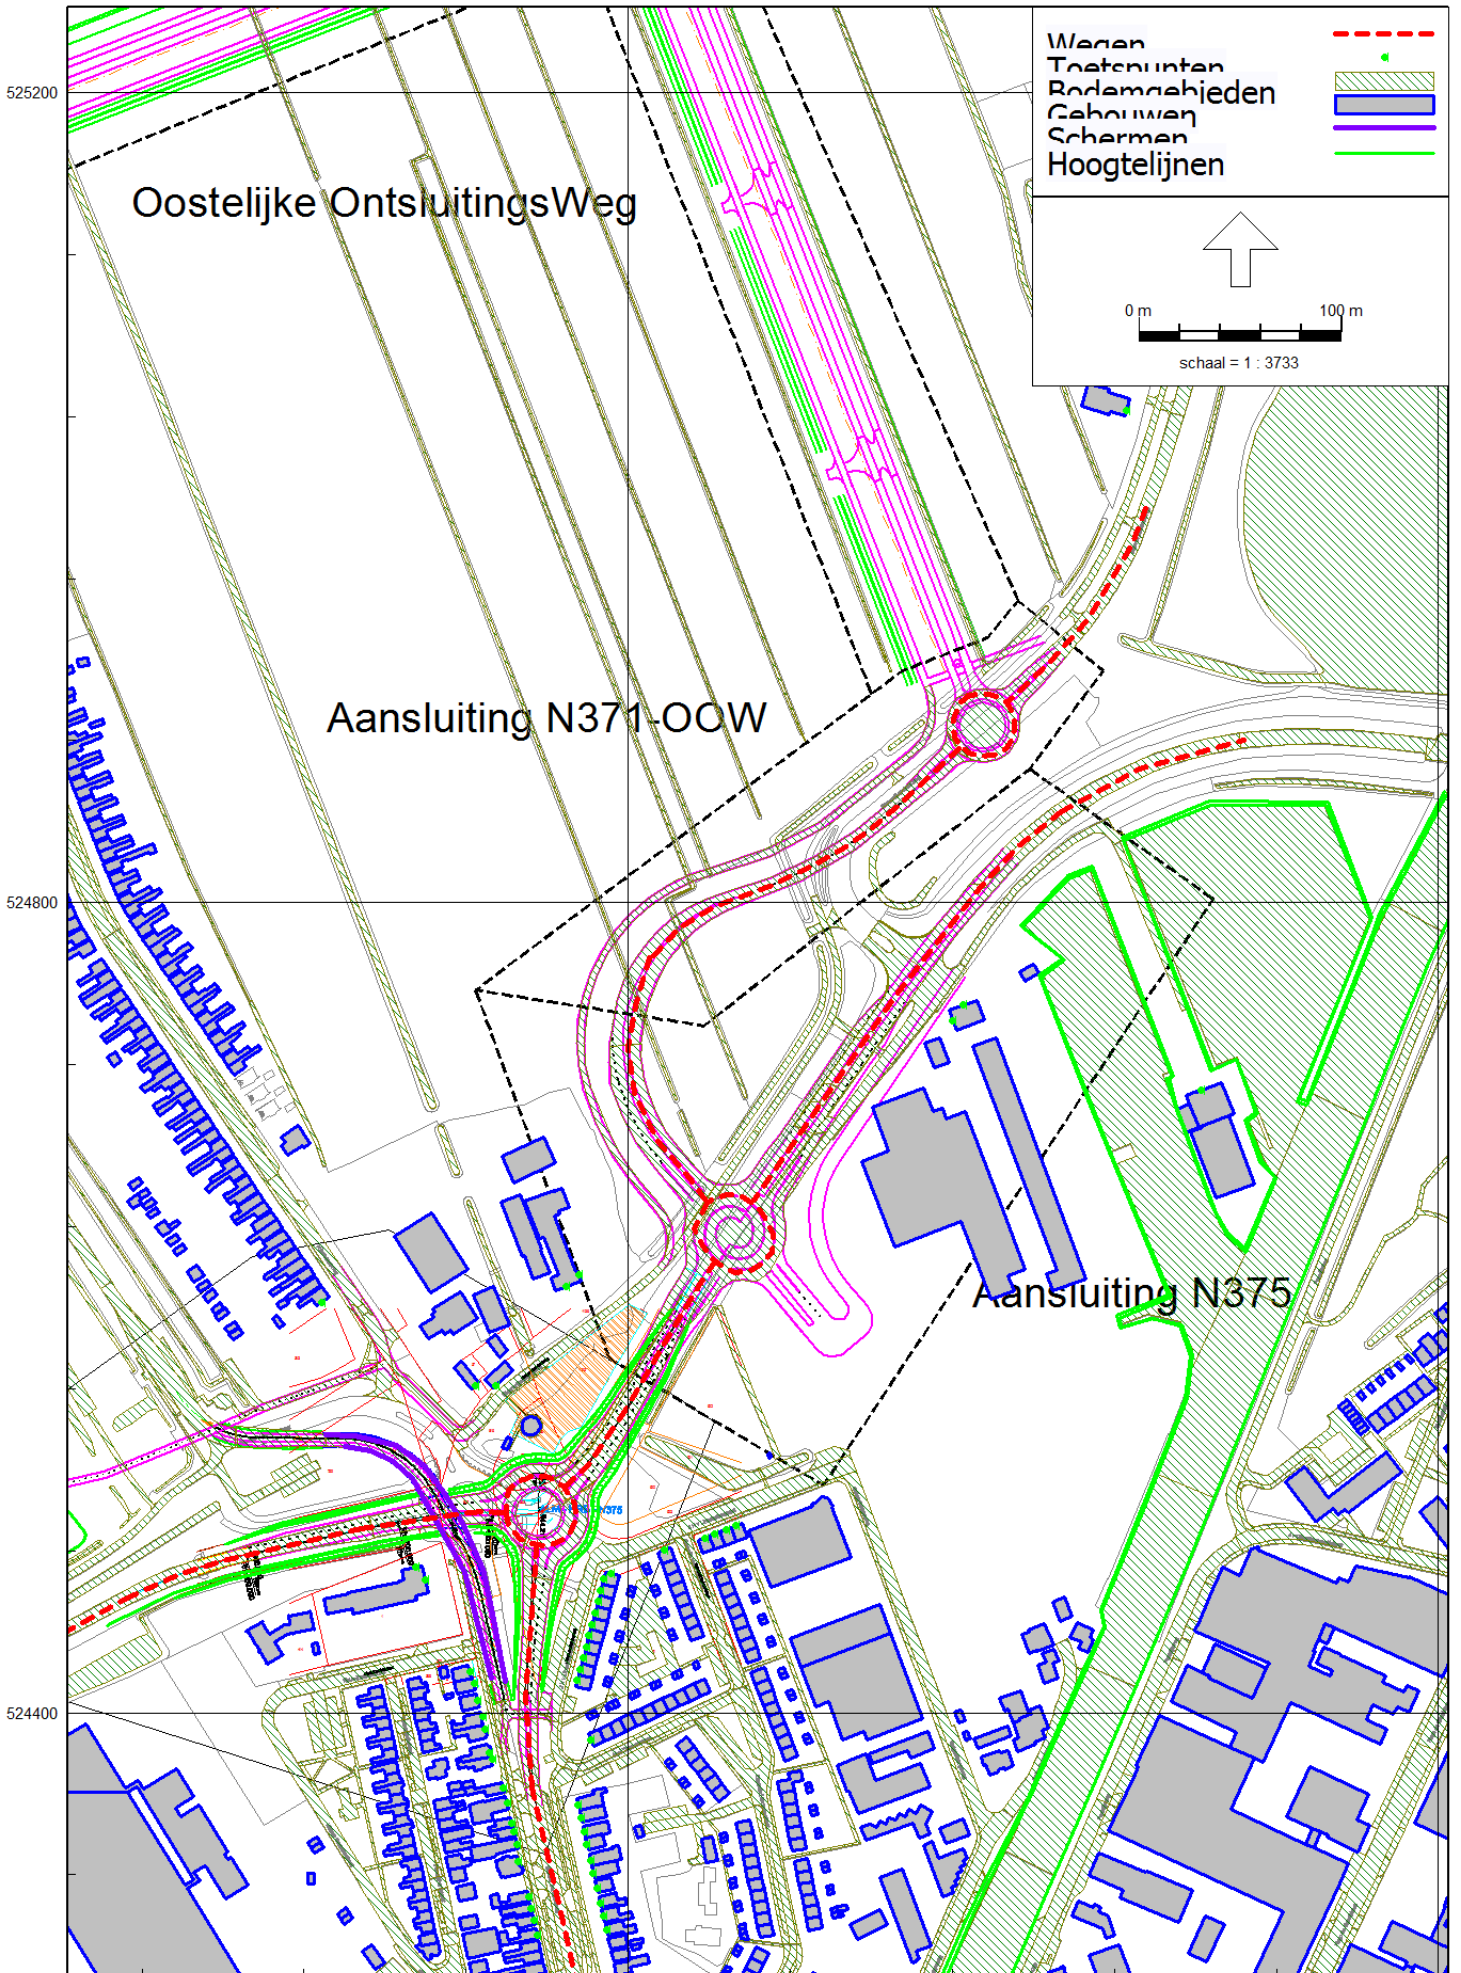 Wegen
Toetspunten
Bodemgebieden
Gebouwen
Schermen
Hoogtelijnen
525200
Oostelijke OntsluitingsWeg
0 m
100 m
schaal = 1 : 3733
Aansluiting N371-OOW
524800
Aansluiting N375
N375
524400